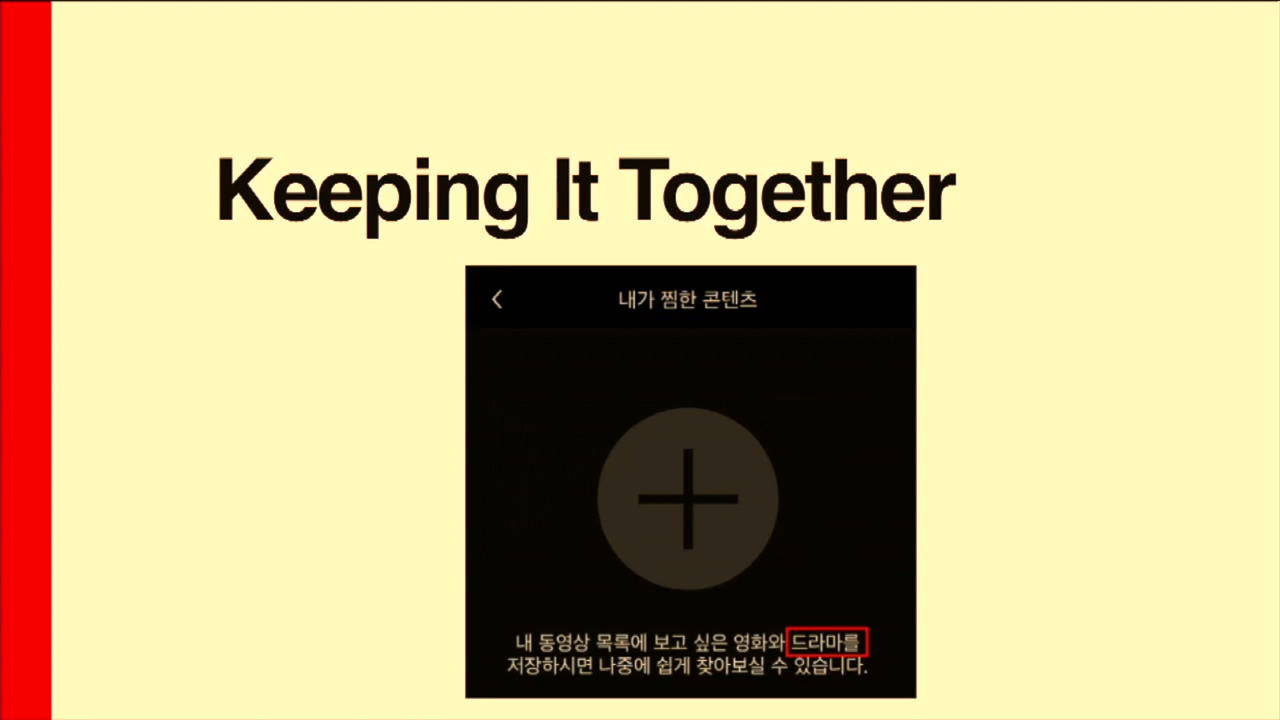 Keeping It Together
내가 찜한 콘텐츠
내 동영상 목록에 보고 싶은 영화와 드라마를
저장하시면 나중에 쉽게 찾아보실 수 있습니다.